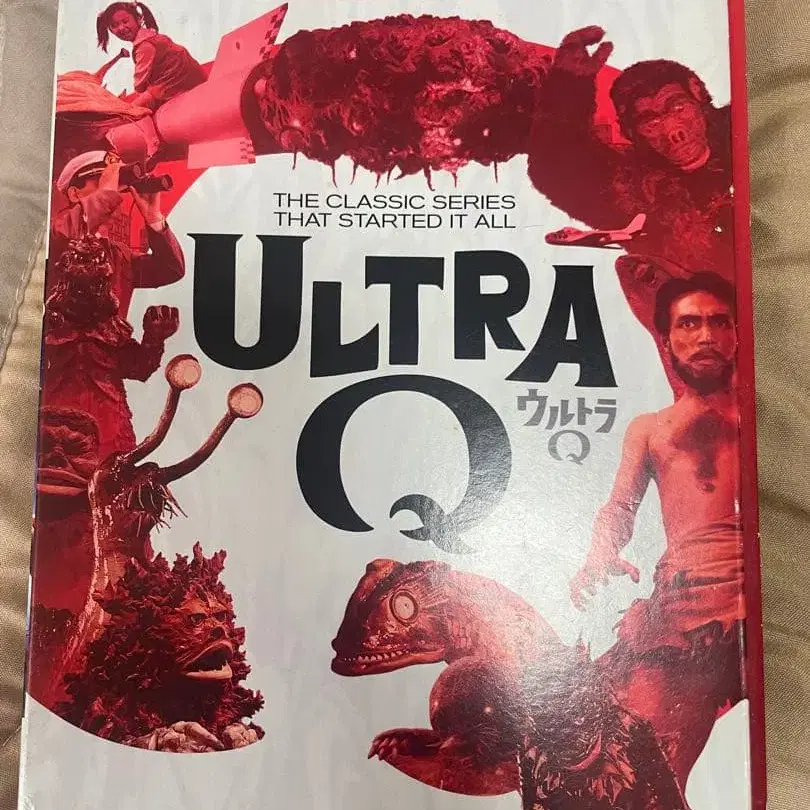 THE CLASSIC SERIES
THAT STARTED IT ALL
ULTRA
Q
ウルトラ
Q